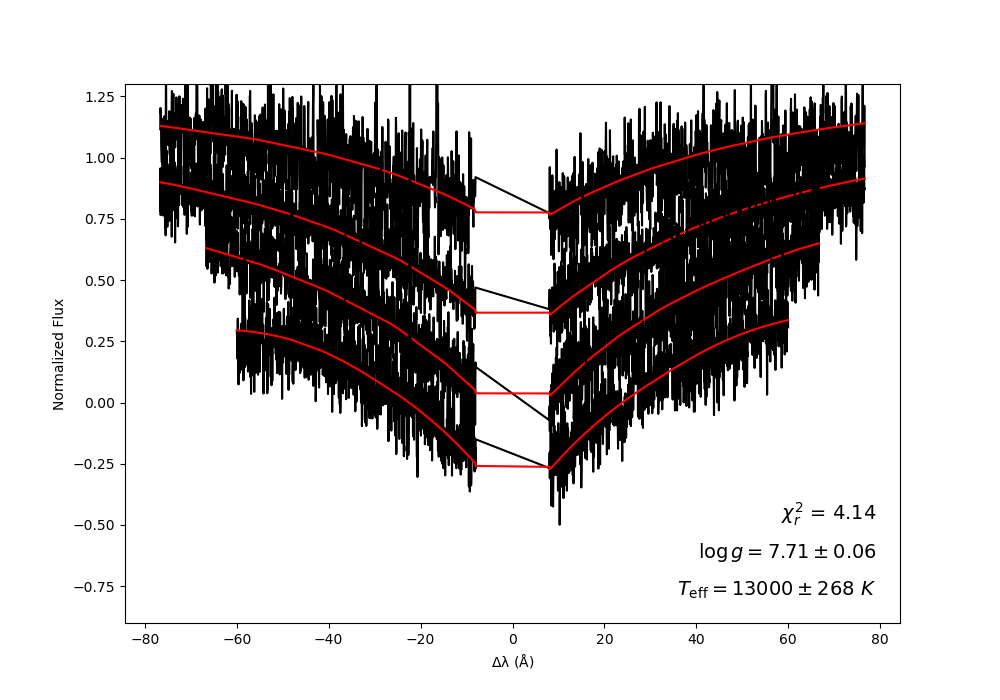 1.25
1.00
0.75
0.50
0.25
0.00
−0.25
−0.50
−0.75
Normalized Flux
χ²ᵣ = 4.14
log g = 7.71 ± 0.06
T_eff = 13000 ± 268 K
−80 −60 −40 −20 0 20 40 60 80
Δλ (Å)